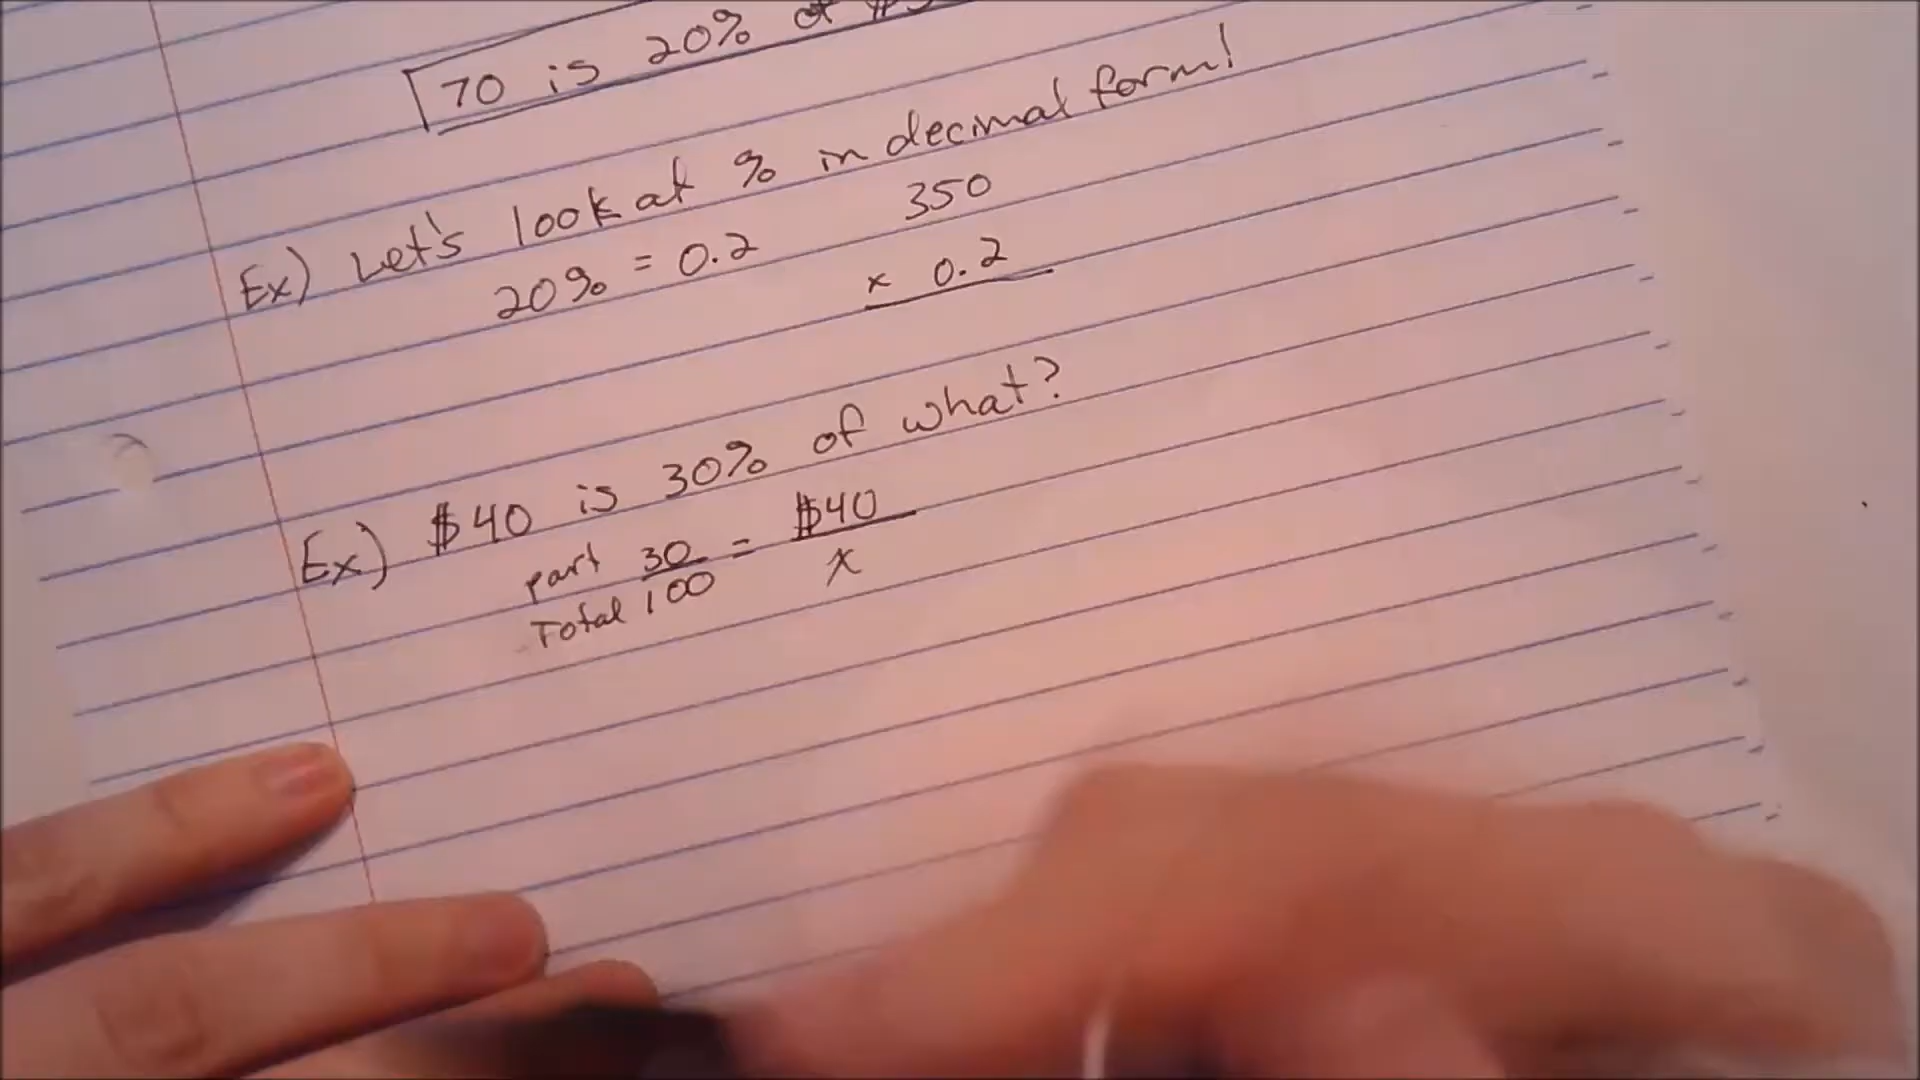 70 is 20% of
Ex) Let's look at % in decimal form!
20% = 0.2 350
x 0.2
Ex) $40 is 30% of what?
part 30 = $40
Total 100 x